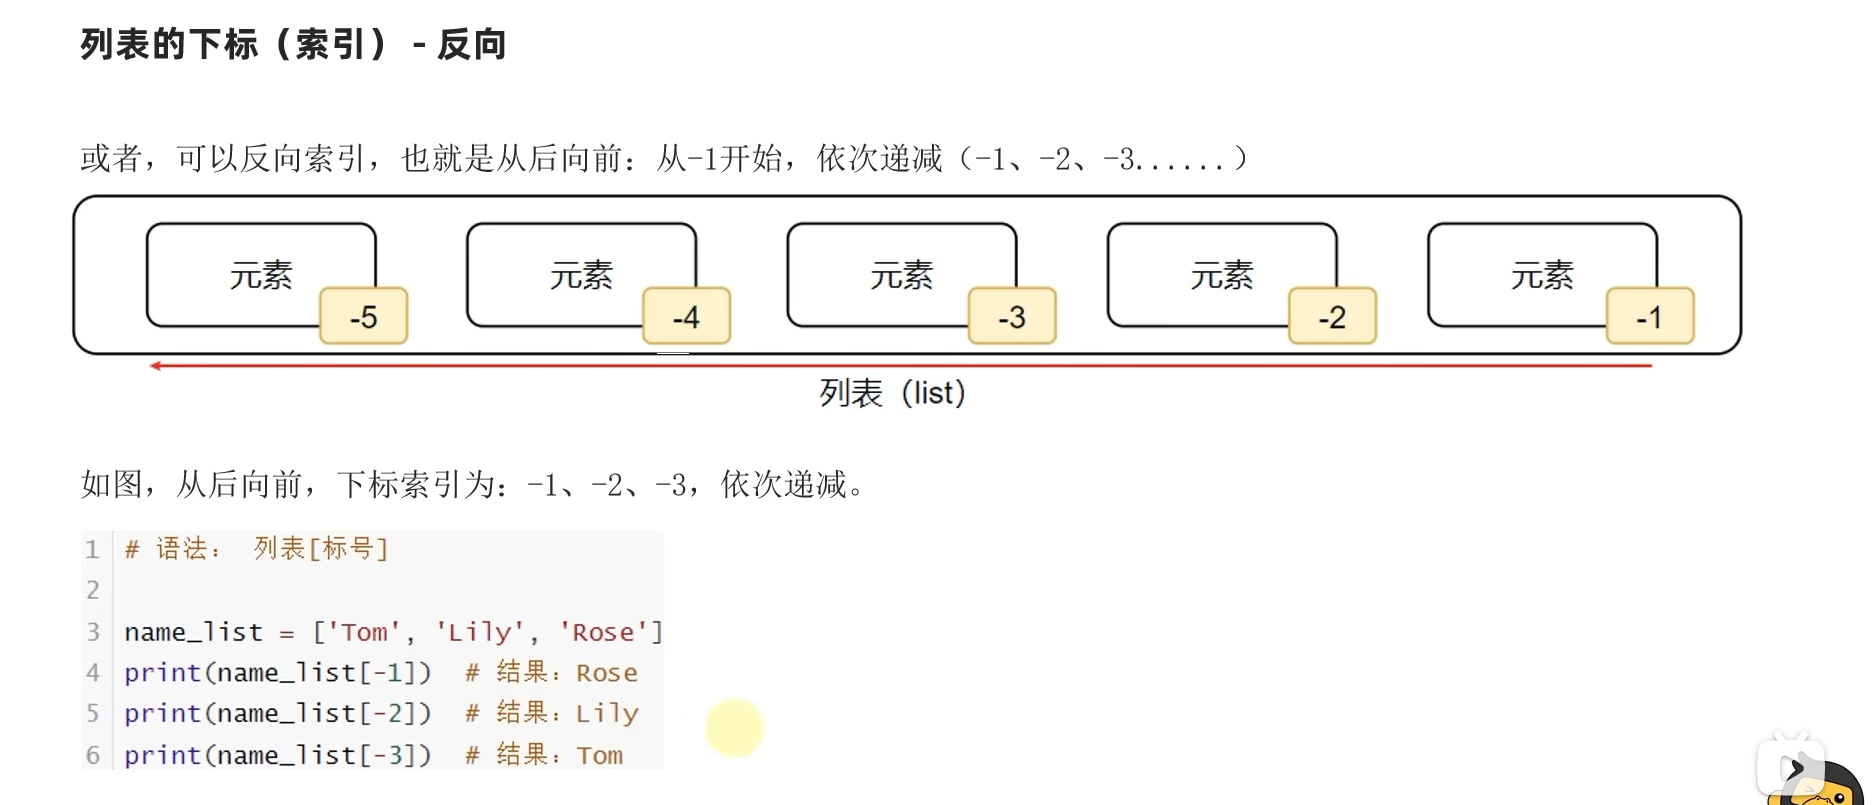 列表的下标（索引） - 反向
或者，可以反向索引，也就是从后向前：从-1开始，依次递减（-1、-2、-3......）
元素 元素 元素 元素 元素
-5 -4 -3 -2 -1
列表（list）
如图，从后向前，下标索引为：-1、-2、-3，依次递减。
1 # 语法： 列表[标号]
2
3 name_list = ['Tom', 'Lily', 'Rose']
4 print(name_list[-1])  # 结果：Rose
5 print(name_list[-2])  # 结果：Lily
6 print(name_list[-3])  # 结果：Tom